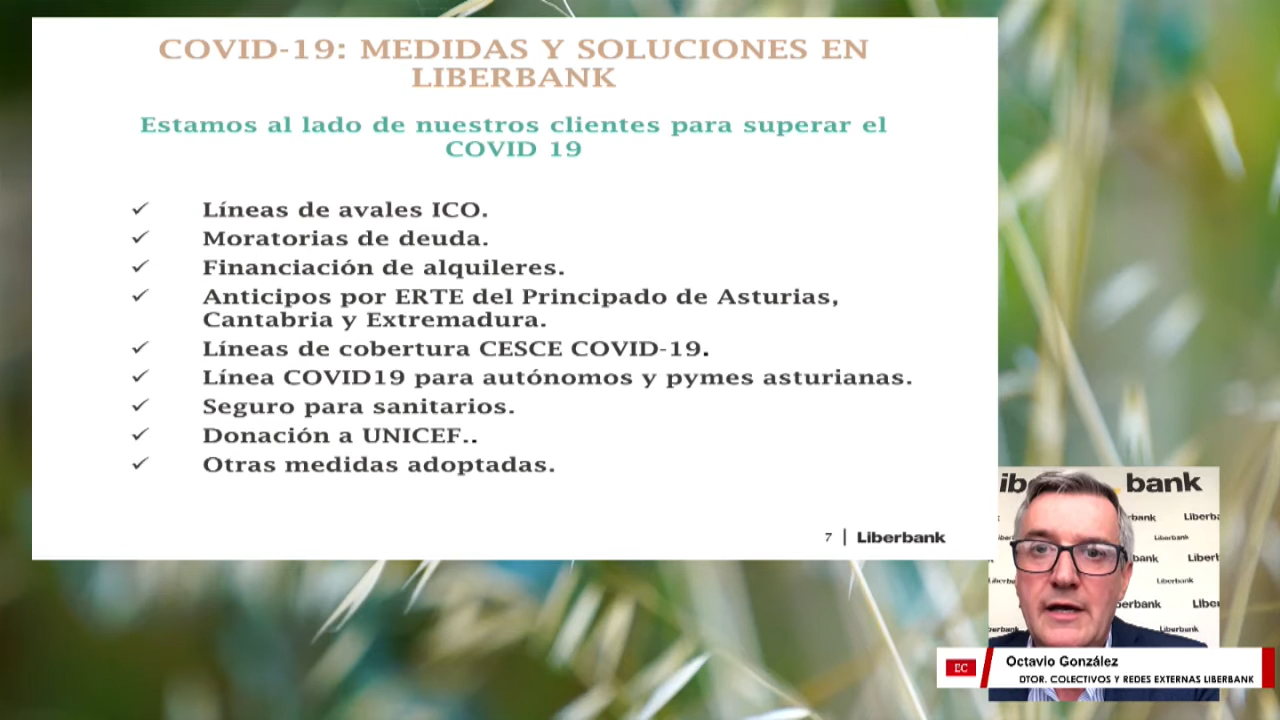 COVID-19: MEDIDAS Y SOLUCIONES EN
LIBERBANK
Estamos al lado de nuestros clientes para superar el
COVID 19
✓ Líneas de avales ICO.
✓ Moratorias de deuda.
✓ Financiación de alquileres.
✓ Anticipos por ERTE del Principado de Asturias,
Cantabria y Extremadura.
✓ Líneas de cobertura CESCE COVID-19.
✓ Línea COVID19 para autónomos y pymes asturianas.
✓ Seguro para sanitarios.
✓ Donación a UNICEF..
✓ Otras medidas adoptadas.
7 | Liberbank
bank
Liberbank
Liberbank
Liberbank
EC
Octavio González
DTOR. COLECTIVOS Y REDES EXTERNAS LIBERBANK